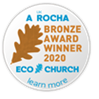 A ROCHA
BRONZE
AWARD
WINNER
2020
ECO CHURCH
learn more